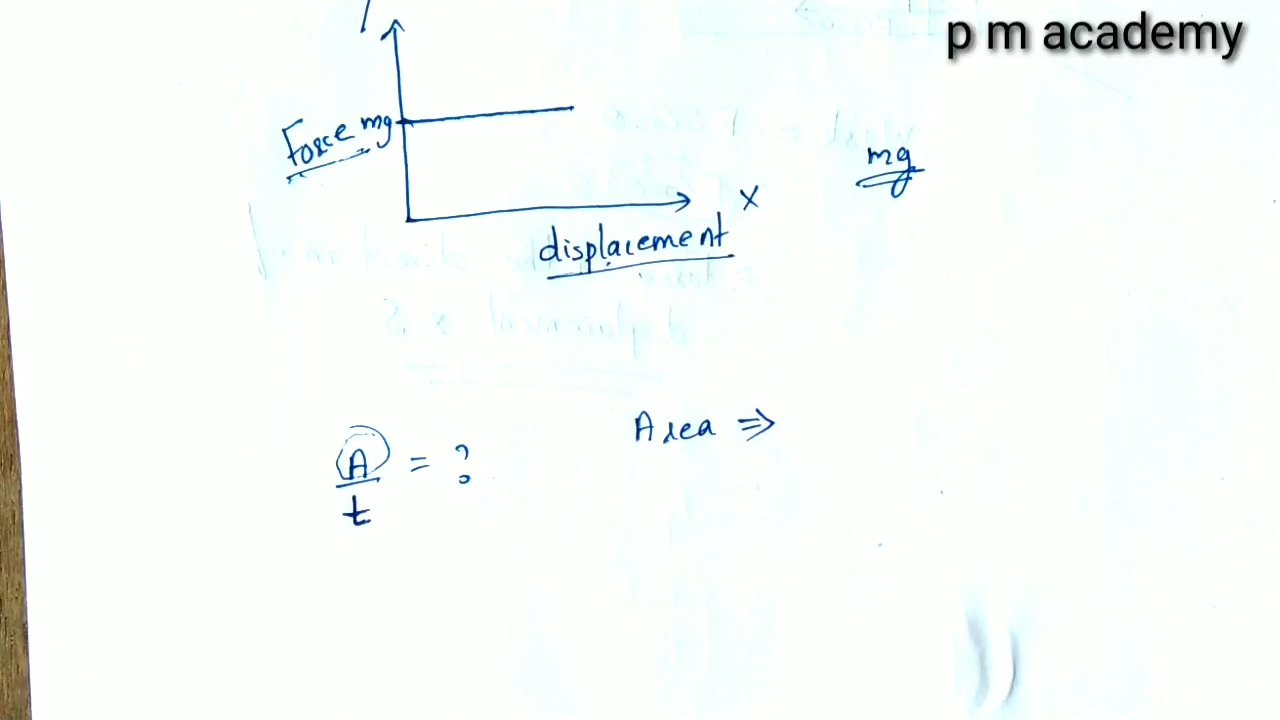 p m academy
Force mg
mg
x
displacement
Area ⇒
A/t = ?